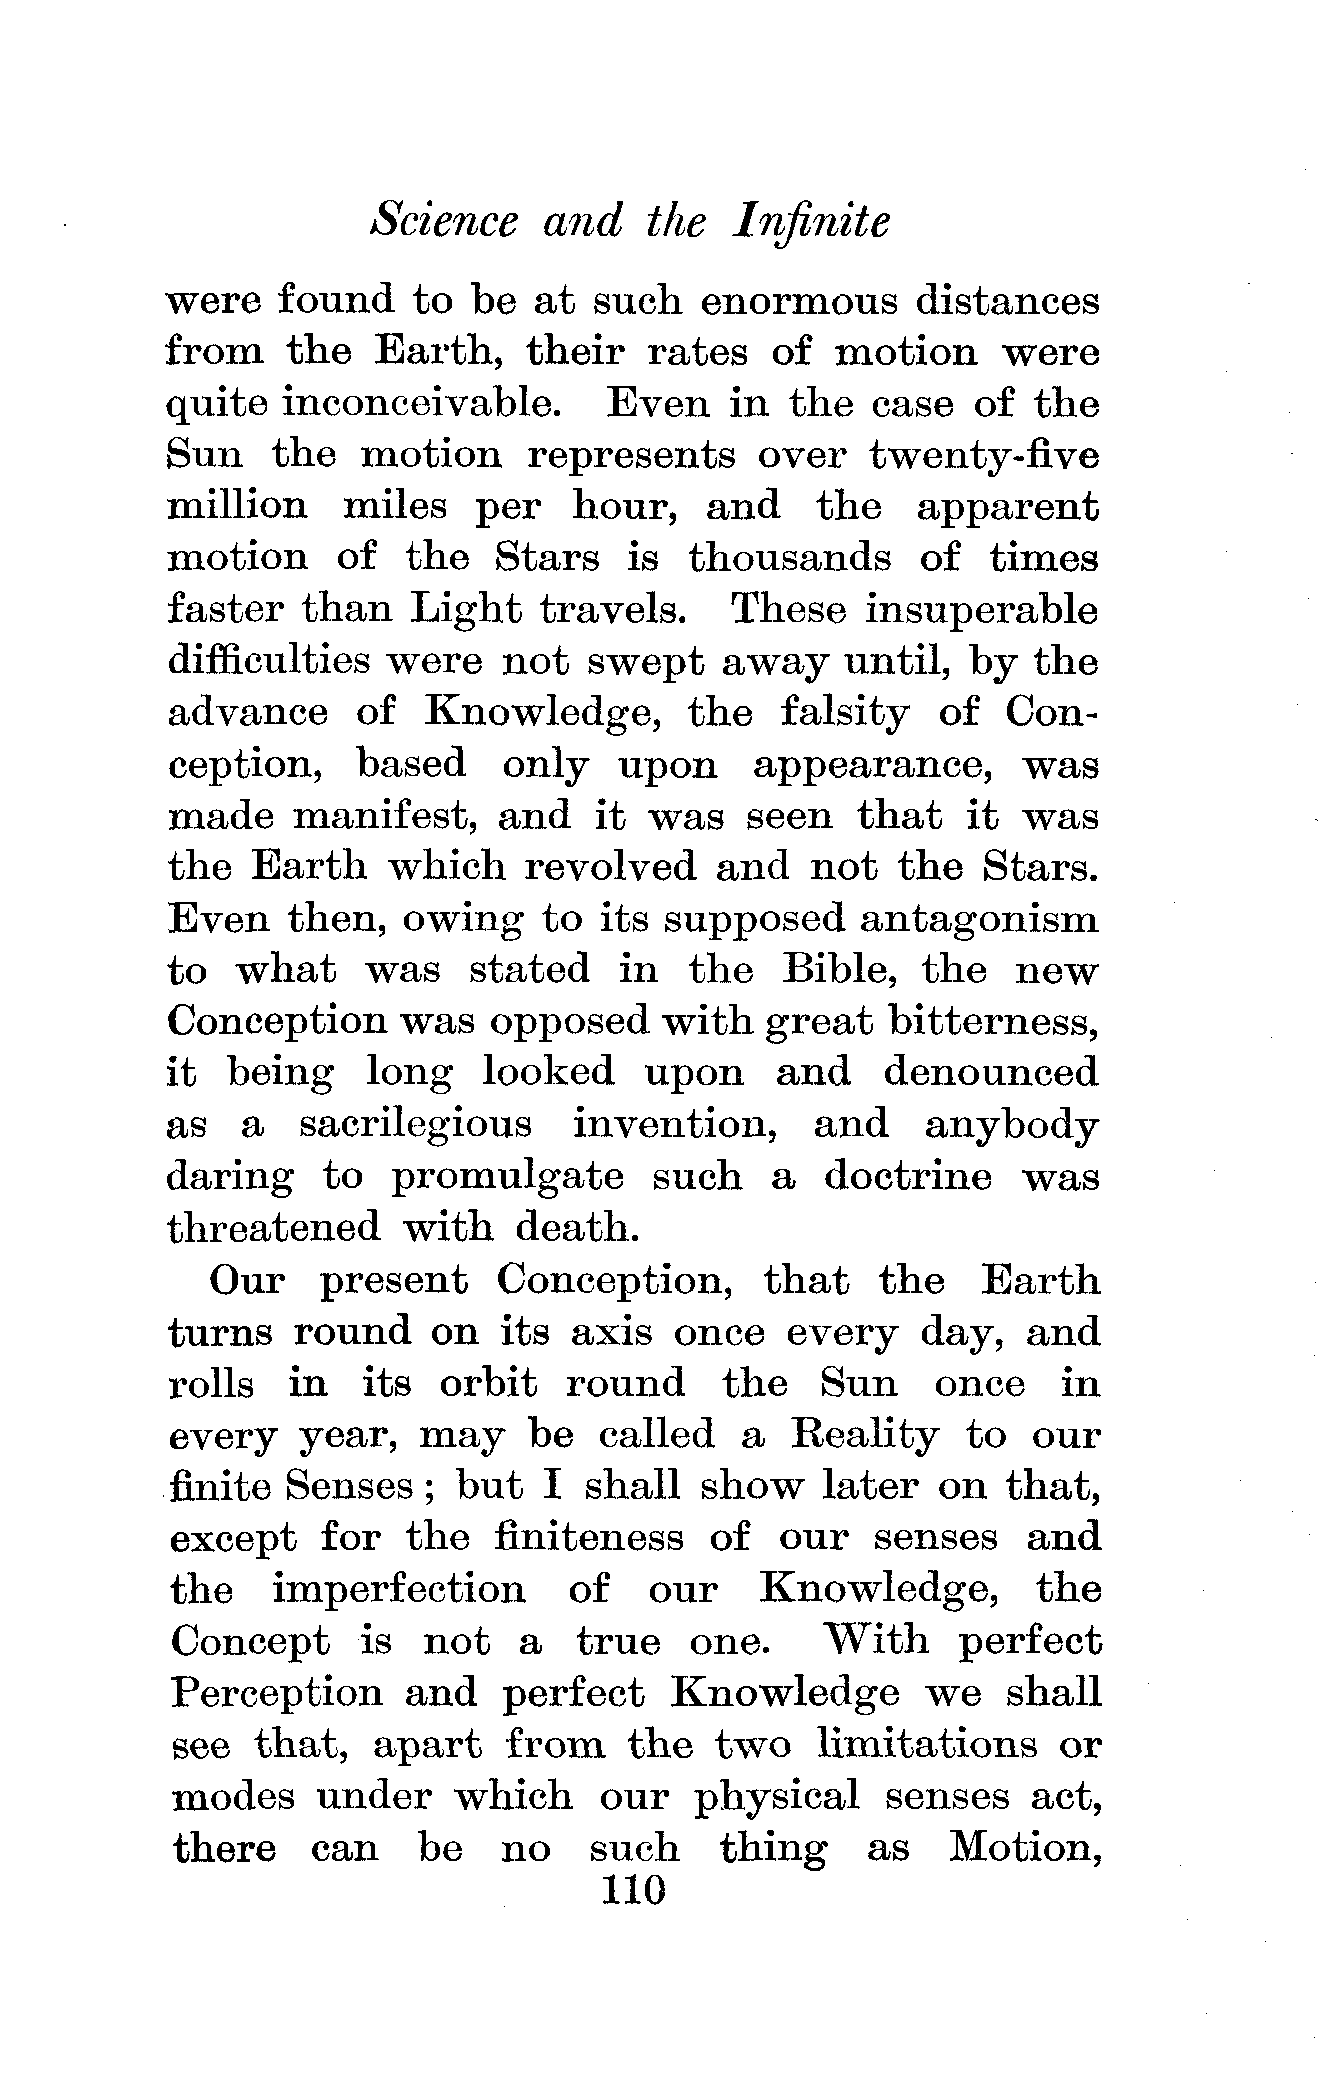 Science and the Infinite
were found to be at such enormous distances
from the Earth, their rates of motion were
quite inconceivable. Even in the case of the
Sun the motion represents over twenty-five
million miles per hour, and the apparent
motion of the Stars is thousands of times
faster than Light travels. These insuperable
difficulties were not swept away until, by the
advance of Knowledge, the falsity of Con-
ception, based only upon appearance, was
made manifest, and it was seen that it was
the Earth which revolved and not the Stars.
Even then, owing to its supposed antagonism
to what was stated in the Bible, the new
Conception was opposed with great bitterness,
it being long looked upon and denounced
as a sacrilegious invention, and anybody
daring to promulgate such a doctrine was
threatened with death.
Our present Conception, that the Earth
turns round on its axis once every day, and
rolls in its orbit round the Sun once in
every year, may be called a Reality to our
finite Senses ; but I shall show later on that,
except for the finiteness of our senses and
the imperfection of our Knowledge, the
Concept is not a true one. With perfect
Perception and perfect Knowledge we shall
see that, apart from the two limitations or
modes under which our physical senses act,
there can be no such thing as Motion,
110